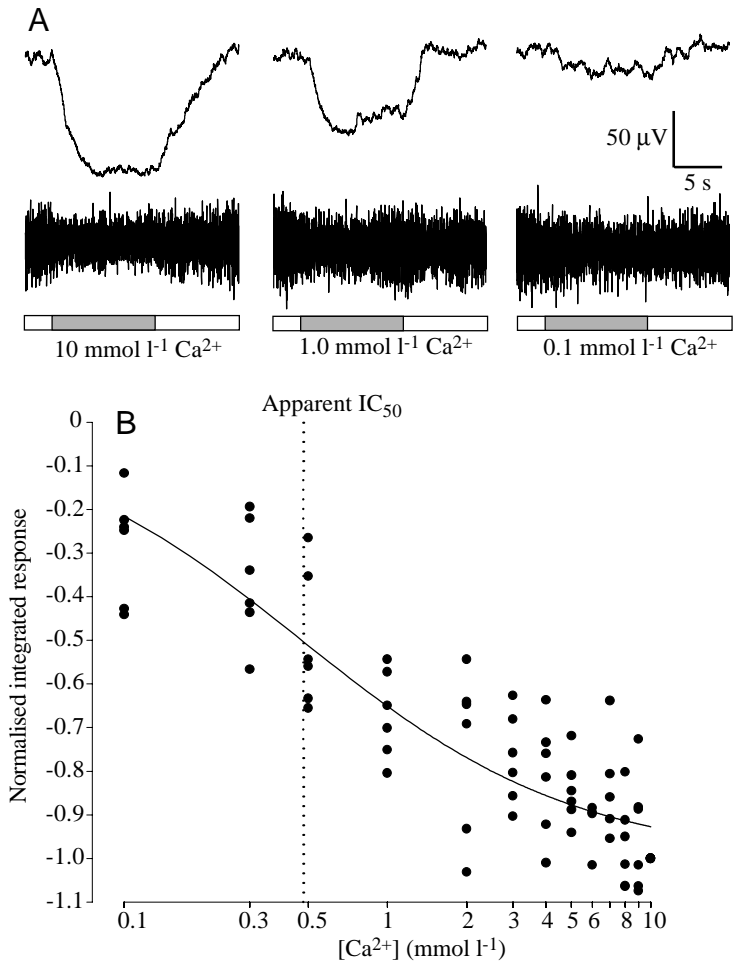 A
50 µV
5 s
10 mmol l-1 Ca2+
1.0 mmol l-1 Ca2+
0.1 mmol l-1 Ca2+
B
Apparent IC50
Normalised integrated response
0
-0.1
-0.2
-0.3
-0.4
-0.5
-0.6
-0.7
-0.8
-0.9
-1.0
-1.1
0.1 0.3 0.5 1 2 3 4 5 6 8 10
[Ca2+] (mmol l-1)